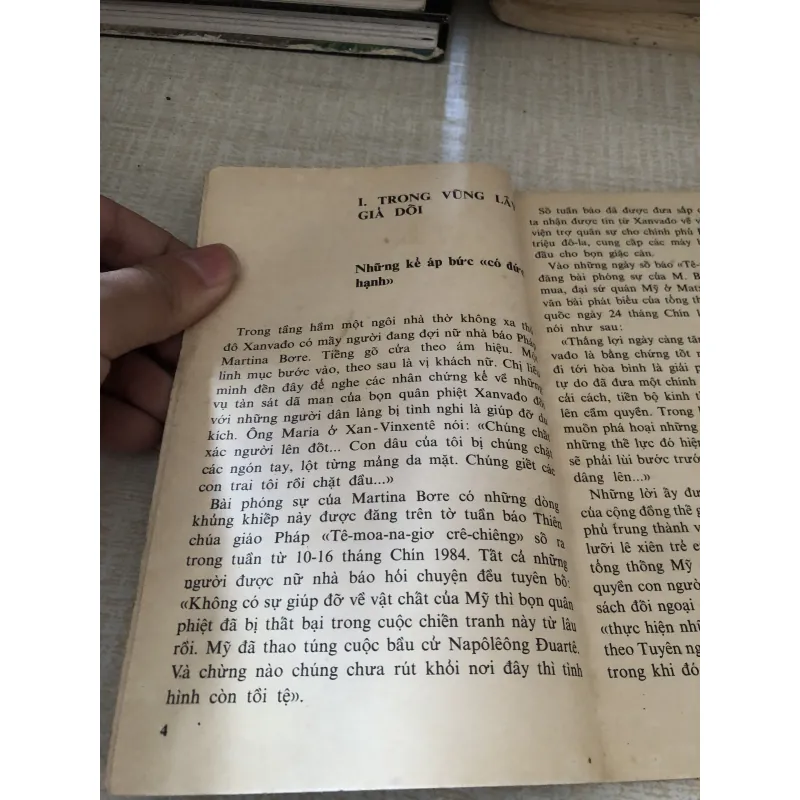 I. TRONG VŨNG LẦY
GIẢ DỐI
Những kẻ áp bức «có đức
hạnh»
Trong tầng hầm một ngôi nhà thờ không xa thủ
đô Xanvađo có mấy người đang đợi nữ nhà báo Pháp
Martina Bơre. Tiếng gõ cửa theo ám hiệu. Một
linh mục bước vào, theo sau là vị khách nữ. Chị liều
mình đến đây để nghe các nhân chứng kể về những
vụ tàn sát dã man của bọn quân phiệt Xanvađo đối
với những người dân làng bị tình nghi là giúp đỡ du
kích. Ông Maria ở Xan-Vinxentê nói: «Chúng chất
xác người lên đốt... Con dâu của tôi bị chúng chặt
các ngón tay, lột từng mảng da mặt. Chúng giết các
con trai tôi rồi chặt đầu...»
Bài phóng sự của Martina Bơre có những dòng
khủng khiếp này được đăng trên tờ tuần báo Thiên
chúa giáo Pháp «Tê-moa-na-giơ crê-chiêng» số ra
trong tuần từ 10-16 tháng Chín 1984. Tất cả những
người được nữ nhà báo hỏi chuyện đều tuyên bố:
«Không có sự giúp đỡ về vật chất của Mỹ thì bọn quân
phiệt đã bị thất bại trong cuộc chiến tranh này từ lâu
rồi. Mỹ đã thao túng cuộc bầu cử Napôlêông Đuartê.
Và chừng nào chúng chưa rút khỏi nơi đây thì tình
hình còn tồi tệ».
4
Số tuần báo đã được đưa sắp
ta nhận được tin từ Xanvađo về
viện trợ quân sự cho chính phủ
triệu đô-la, cung cấp các máy
đầu cho bọn giặc càn.
Vào những ngày số báo «Tê-
đăng bài phóng sự của M. B
mua, đại sứ quán Mỹ ở Mat
văn bài phát biểu của tổng th
quốc ngày 24 tháng Chín
nói như sau:
«Thắng lợi ngày càng tăn
vađo là bằng chứng tốt
đi tới hòa bình là giải p
tự do đã đưa một chính
cải cách, tiến bộ kinh t
lên cầm quyền. Trong
muốn phá hoại những
những thế lực đó hiện
sẽ phải lùi bước trướ
dâng lên...»
Những lời ấy đư
của cộng đồng thế g
phủ trung thành v
lưỡi lê xiên trẻ e
tổng thống Mỹ
quyền con ngườ
sách đối ngoại
«thực hiện nhữ
theo Tuyên ng
trong khi đó